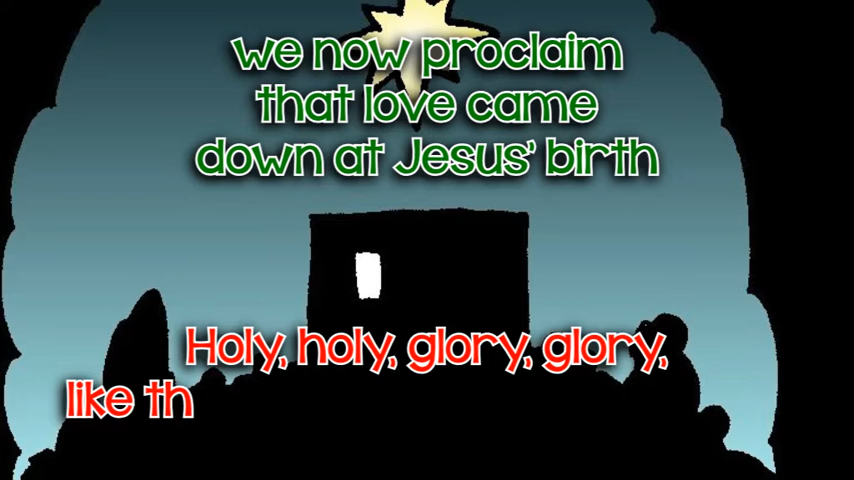 we now proclaim
that love came
down at Jesus' birth
Holy, holy, glory, glory,
like th